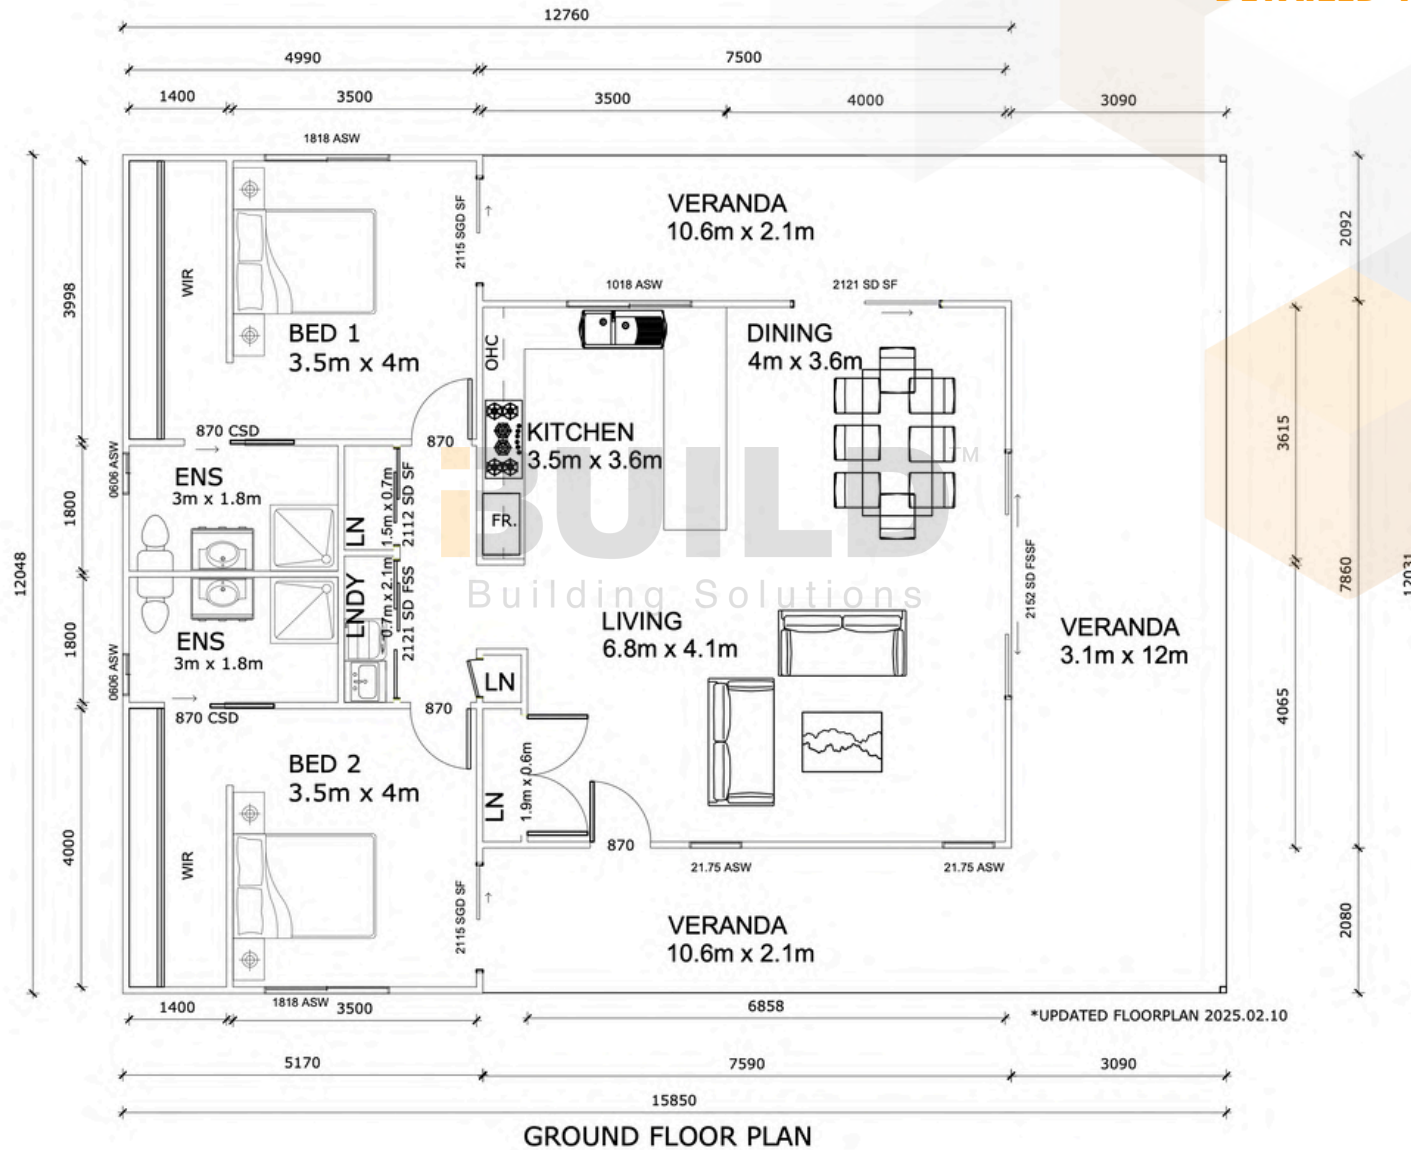 12760
4990
7500
1400
3500
3500
4000
3090
1818 ASW
VERANDA
10.6m x 2.1m
2115 SGD SF
WIR
1018 ASW
2121 SD SF
BED 1
3.5m x 4m
OHC
DINING
4m x 3.6m
3998
2092
870 CSD
870
KITCHEN
3.5m x 3.6m
3615
0606 ASW
ENS
3m x 1.8m
LN
1.5m x 0.7m
2112 SD SF
FR.
iBUILD™
Building Solutions
1800
12048
7860
12031
LNDY
0.7m x 2.1m
2121 SD FSS
2152 SD FSSF
1800
ENS
3m x 1.8m
LIVING
6.8m x 4.1m
VERANDA
3.1m x 12m
0606 ASW
LN
4065
870 CSD
870
BED 2
3.5m x 4m
LN
1.9m x 0.6m
4000
WIR
870
21.75 ASW
21.75 ASW
2115 SGD SF
VERANDA
10.6m x 2.1m
2080
1400
1818 ASW
3500
6858
*UPDATED FLOORPLAN 2025.02.10
5170
7590
3090
15850
GROUND FLOOR PLAN